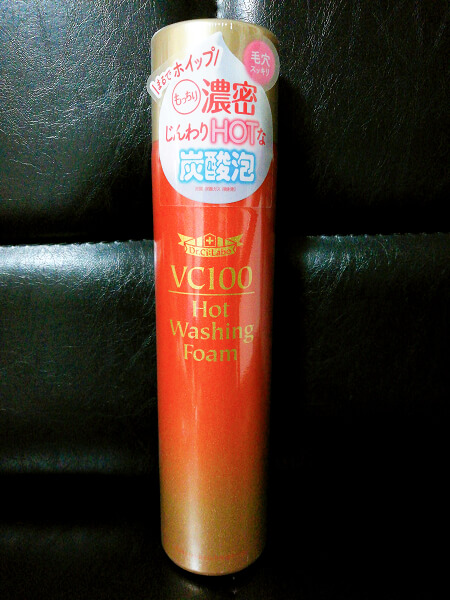 まるでホイップ!
毛穴
スッキリ
もっちり
濃密
じんわりHOTな
炭酸泡
Dr.Ci:Labo
VC100
Hot
Washing
Foam